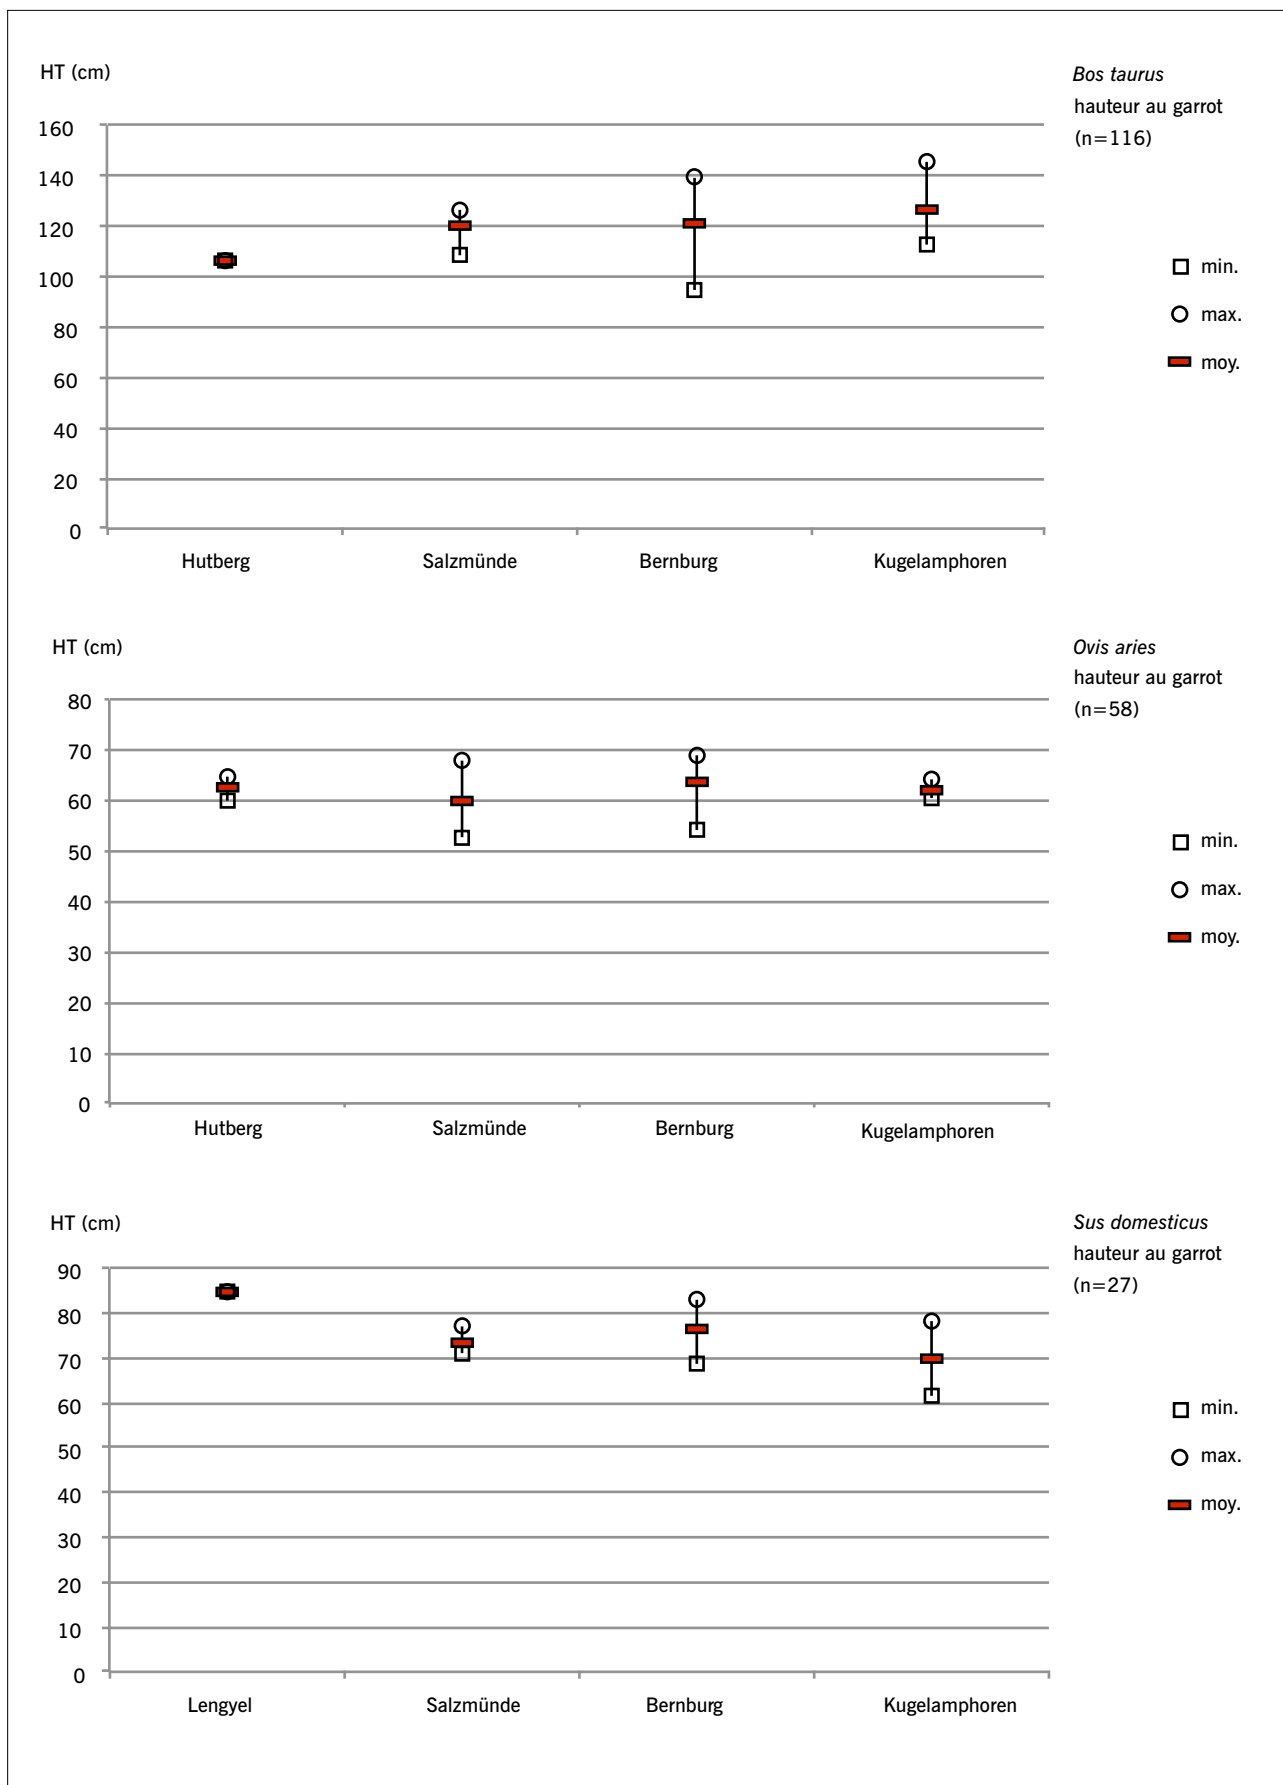 HT (cm)
Bos taurus
hauteur au garrot
(n=116)
160
140
120
100
80
60
40
20
0
min.
max.
moy.
Hutberg Salzmünde Bernburg Kugelamphoren
HT (cm)
Ovis aries
hauteur au garrot
(n=58)
80
70
60
50
40
30
20
10
0
min.
max.
moy.
Hutberg Salzmünde Bernburg Kugelamphoren
HT (cm)
Sus domesticus
hauteur au garrot
(n=27)
90
80
70
60
50
40
30
20
10
0
min.
max.
moy.
Lengyel Salzmünde Bernburg Kugelamphoren